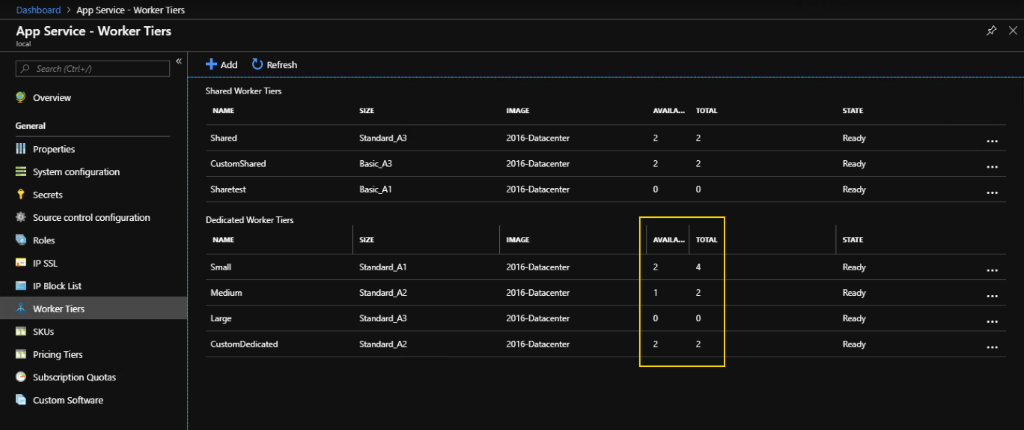 Dashboard > App Service - Worker Tiers
App Service - Worker Tiers
local
Search (Ctrl+/)
«
Overview
General
Properties
System configuration
Secrets
Source control configuration
Roles
IP SSL
IP Block List
Worker Tiers
SKUs
Pricing Tiers
Subscription Quotas
Custom Software
Add Refresh
Shared Worker Tiers
NAME SIZE IMAGE AVAILA... TOTAL STATE
Shared Standard_A3 2016-Datacenter 2 2 Ready ...
CustomShared Basic_A3 2016-Datacenter 2 2 Ready ...
Sharetest Basic_A1 2016-Datacenter 0 0 Ready ...
Dedicated Worker Tiers
NAME SIZE IMAGE AVAILA... TOTAL STATE
Small Standard_A1 2016-Datacenter 2 4 Ready ...
Medium Standard_A2 2016-Datacenter 1 2 Ready ...
Large Standard_A3 2016-Datacenter 0 0 Ready ...
CustomDedicated Standard_A2 2016-Datacenter 2 2 Ready ...